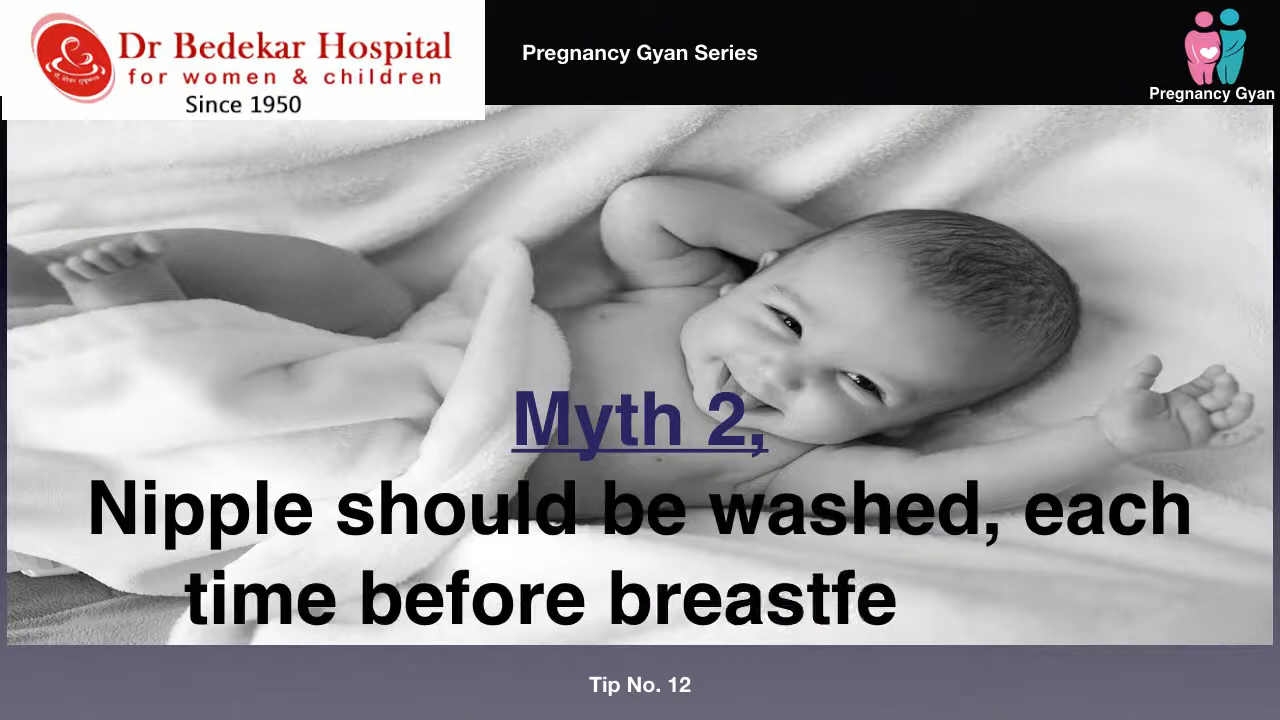 Dr Bedekar Hospital
for women & children
Since 1950
Pregnancy Gyan Series
Pregnancy Gyan
Myth 2,
Nipple should be washed, each
time before breastfe
Tip No. 12